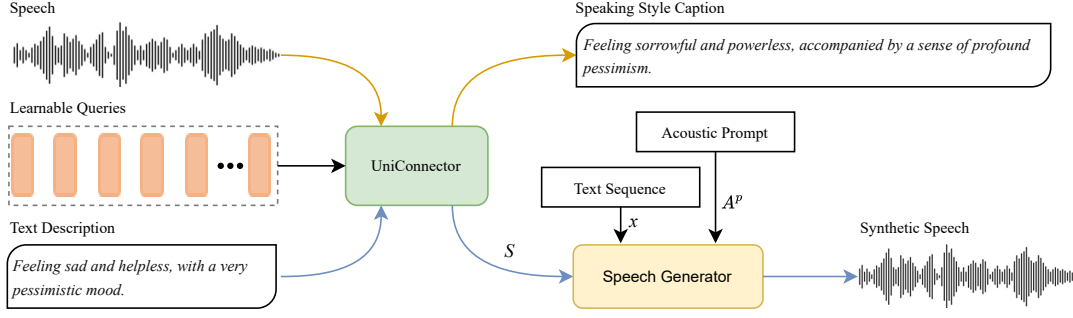 Speech
Speaking Style Caption
Feeling sorrowful and powerless, accompanied by a sense of profound
pessimism.
Learnable Queries
UniConnector
Acoustic Prompt
Text Sequence
x
A^p
Text Description
Feeling sad and helpless, with a very
pessimistic mood.
S
Speech Generator
Synthetic Speech